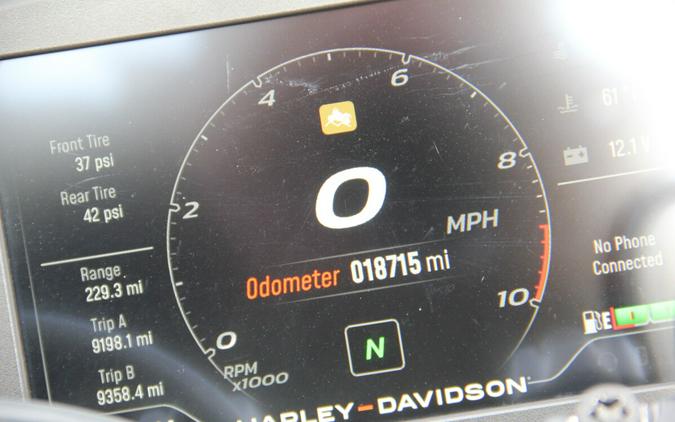 Front Tire
37 psi
Rear Tire
42 psi
Range
229.3 mi
Trip A
9198.1 mi
Trip B
9358.4 mi
0
2
4
6
8
10
RPM
x1000
0
MPH
Odometer 018715 mi
N
HARLEY-DAVIDSON
61
12.1 V
No Phone
Connected
E